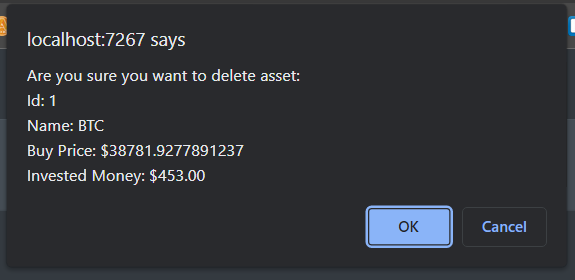 localhost:7267 says
Are you sure you want to delete asset:
Id: 1
Name: BTC
Buy Price: $38781.9277891237
Invested Money: $453.00
OK
Cancel